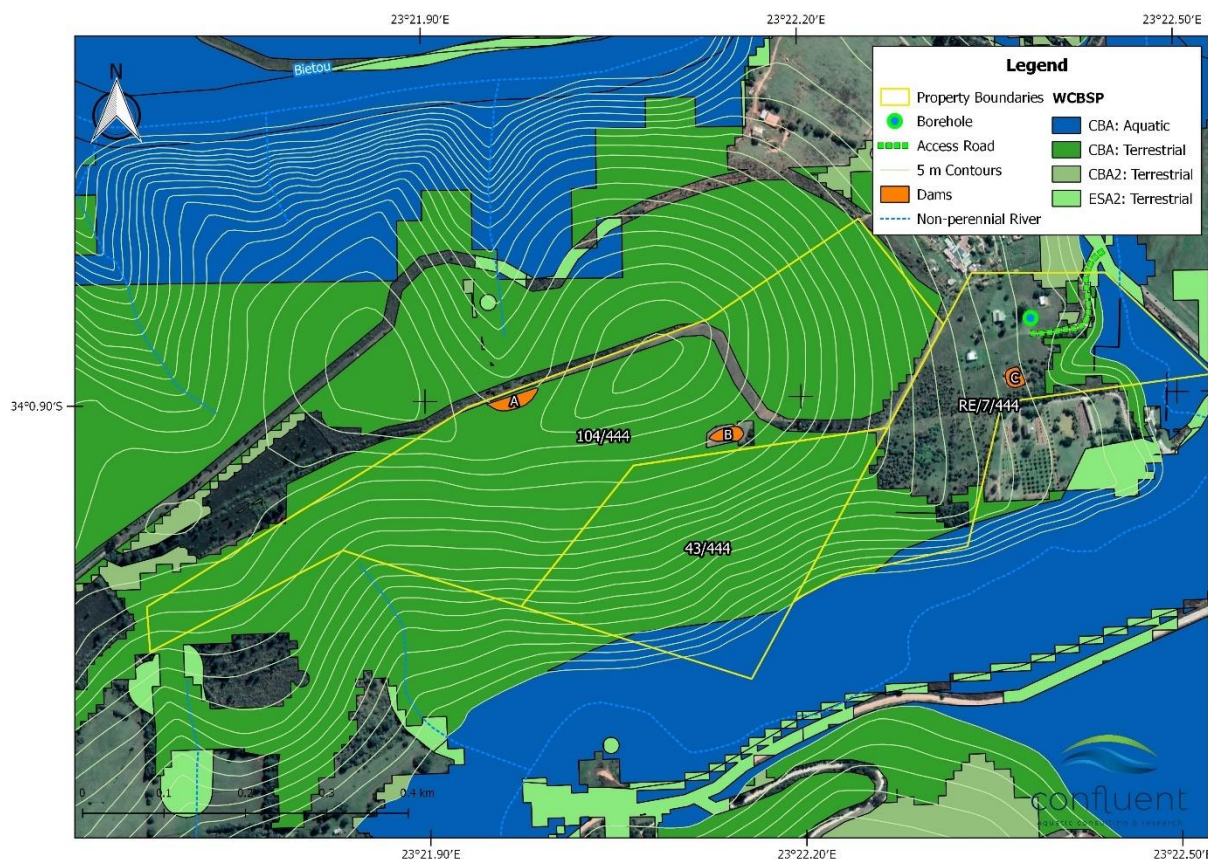 23°21.90'E 23°22.20'E 23°22.50'E
N
Bietou
Legend
Property Boundaries WCBSP
Borehole CBA: Aquatic
Access Road CBA: Terrestrial
5 m Contours CBA2: Terrestrial
Dams ESA2: Terrestrial
Non-perennial River
C
34°0.90'S A RE/7/444
104/444 B
43/444
0 0.1 0.2 0.3 0.4 km
confluent
aquatic consulting & research
23°21.90'E 23°22.20'E 23°22.50'E